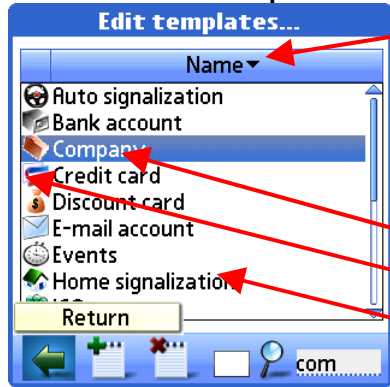 Edit templates...
Name
Auto signalization
Bank account
Company
Credit card
Discount card
E-mail account
Events
Home signalization
Return
com